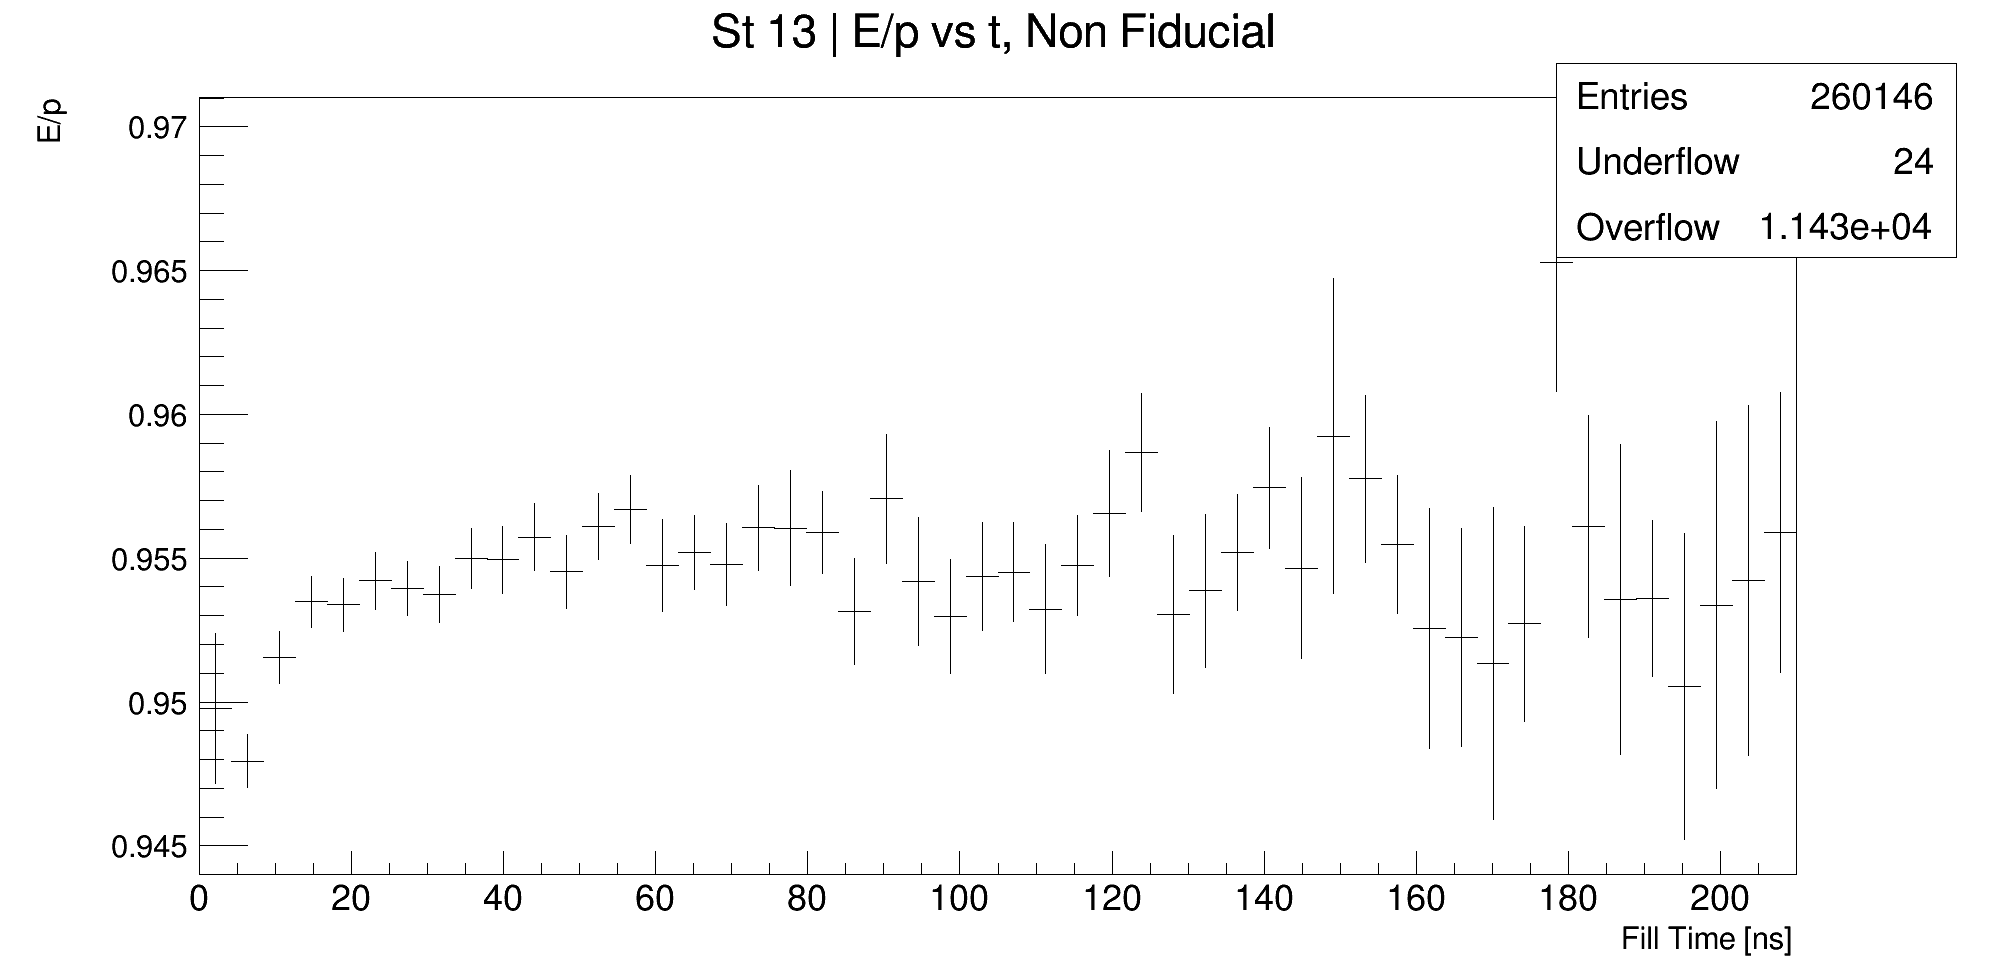 St 13 | E/p vs t, Non Fiducial
Entries 260146
Underflow 24
Overflow 1.143e+04
E/p
0.97
0.965
0.96
0.955
0.95
0.945
0 20 40 60 80 100 120 140 160 180 200
Fill Time [ns]